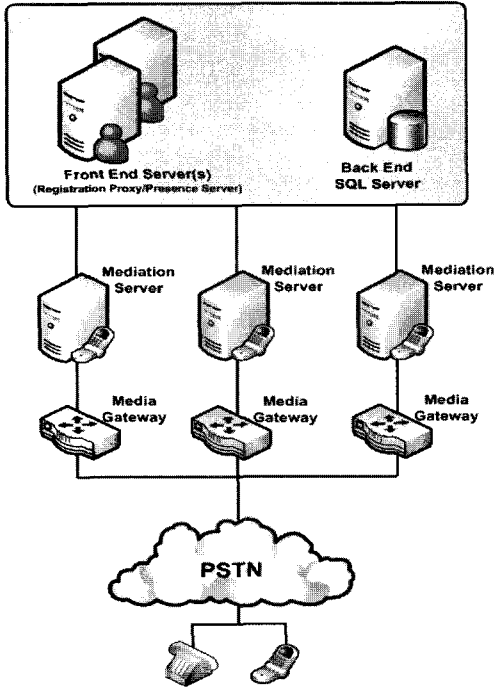 Front End Server(s)
(Registration Proxy/Presence Server)
Back End
SQL Server
Mediation
Server
Mediation
Server
Mediation
Server
Media
Gateway
Media
Gateway
Media
Gateway
PSTN